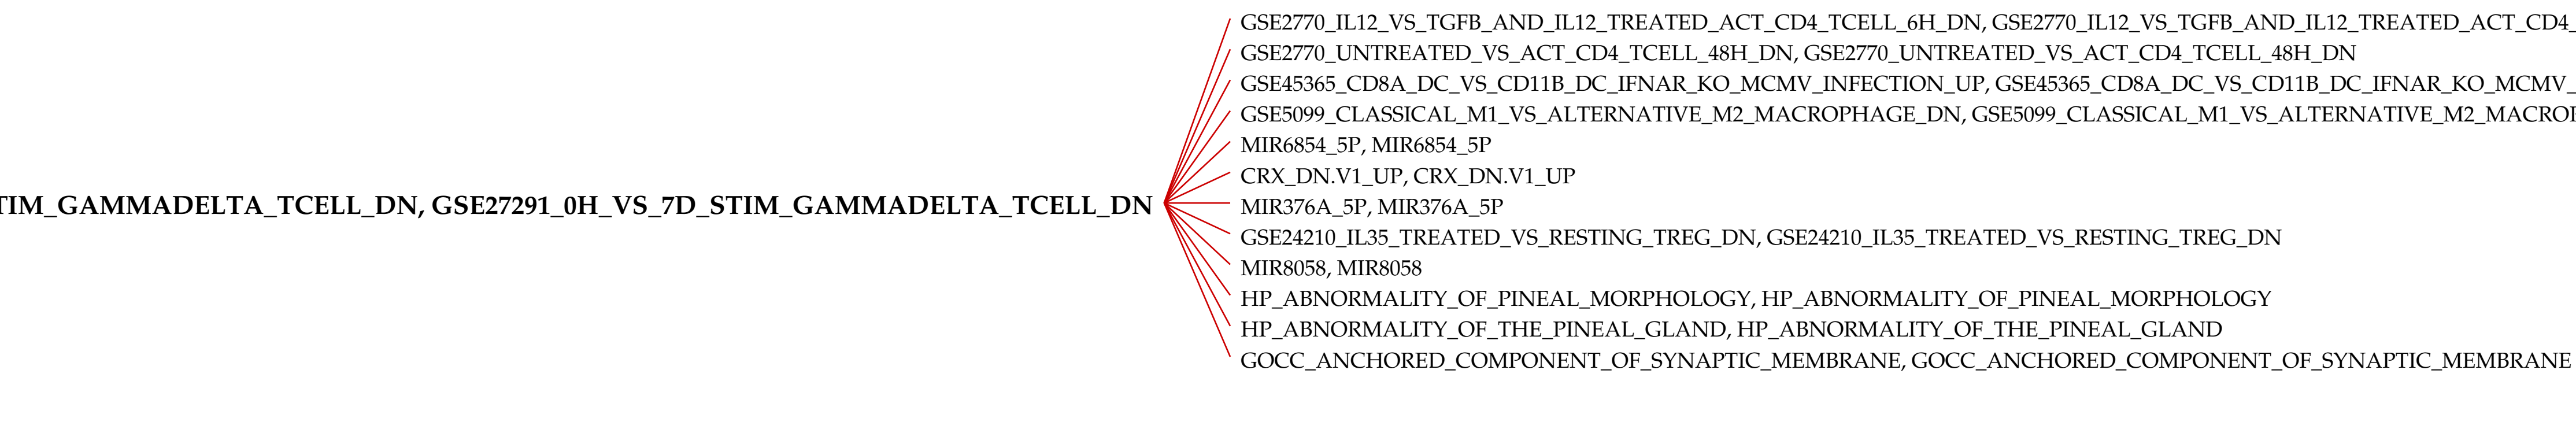 GSE2770_IL12_VS_TGFB_AND_IL12_TREATED_ACT_CD4_TCELL_6H_DN, GSE2770_IL12_VS_TGFB_AND_IL12_TREATED_ACT_CD4_
GSE2770_UNTREATED_VS_ACT_CD4_TCELL_48H_DN, GSE2770_UNTREATED_VS_ACT_CD4_TCELL_48H_DN
GSE45365_CD8A_DC_VS_CD11B_DC_IFNAR_KO_MCMV_INFECTION_UP, GSE45365_CD8A_DC_VS_CD11B_DC_IFNAR_KO_MCMV_
GSE5099_CLASSICAL_M1_VS_ALTERNATIVE_M2_MACROPHAGE_DN, GSE5099_CLASSICAL_M1_VS_ALTERNATIVE_M2_MACRO
MIR6854_5P, MIR6854_5P
CRX_DN.V1_UP, CRX_DN.V1_UP
TIM_GAMMADELTA_TCELL_DN, GSE27291_0H_VS_7D_STIM_GAMMADELTA_TCELL_DN
MIR376A_5P, MIR376A_5P
GSE24210_IL35_TREATED_VS_RESTING_TREG_DN, GSE24210_IL35_TREATED_VS_RESTING_TREG_DN
MIR8058, MIR8058
HP_ABNORMALITY_OF_PINEAL_MORPHOLOGY, HP_ABNORMALITY_OF_PINEAL_MORPHOLOGY
HP_ABNORMALITY_OF_THE_PINEAL_GLAND, HP_ABNORMALITY_OF_THE_PINEAL_GLAND
GOCC_ANCHORED_COMPONENT_OF_SYNAPTIC_MEMBRANE, GOCC_ANCHORED_COMPONENT_OF_SYNAPTIC_MEMBRANE